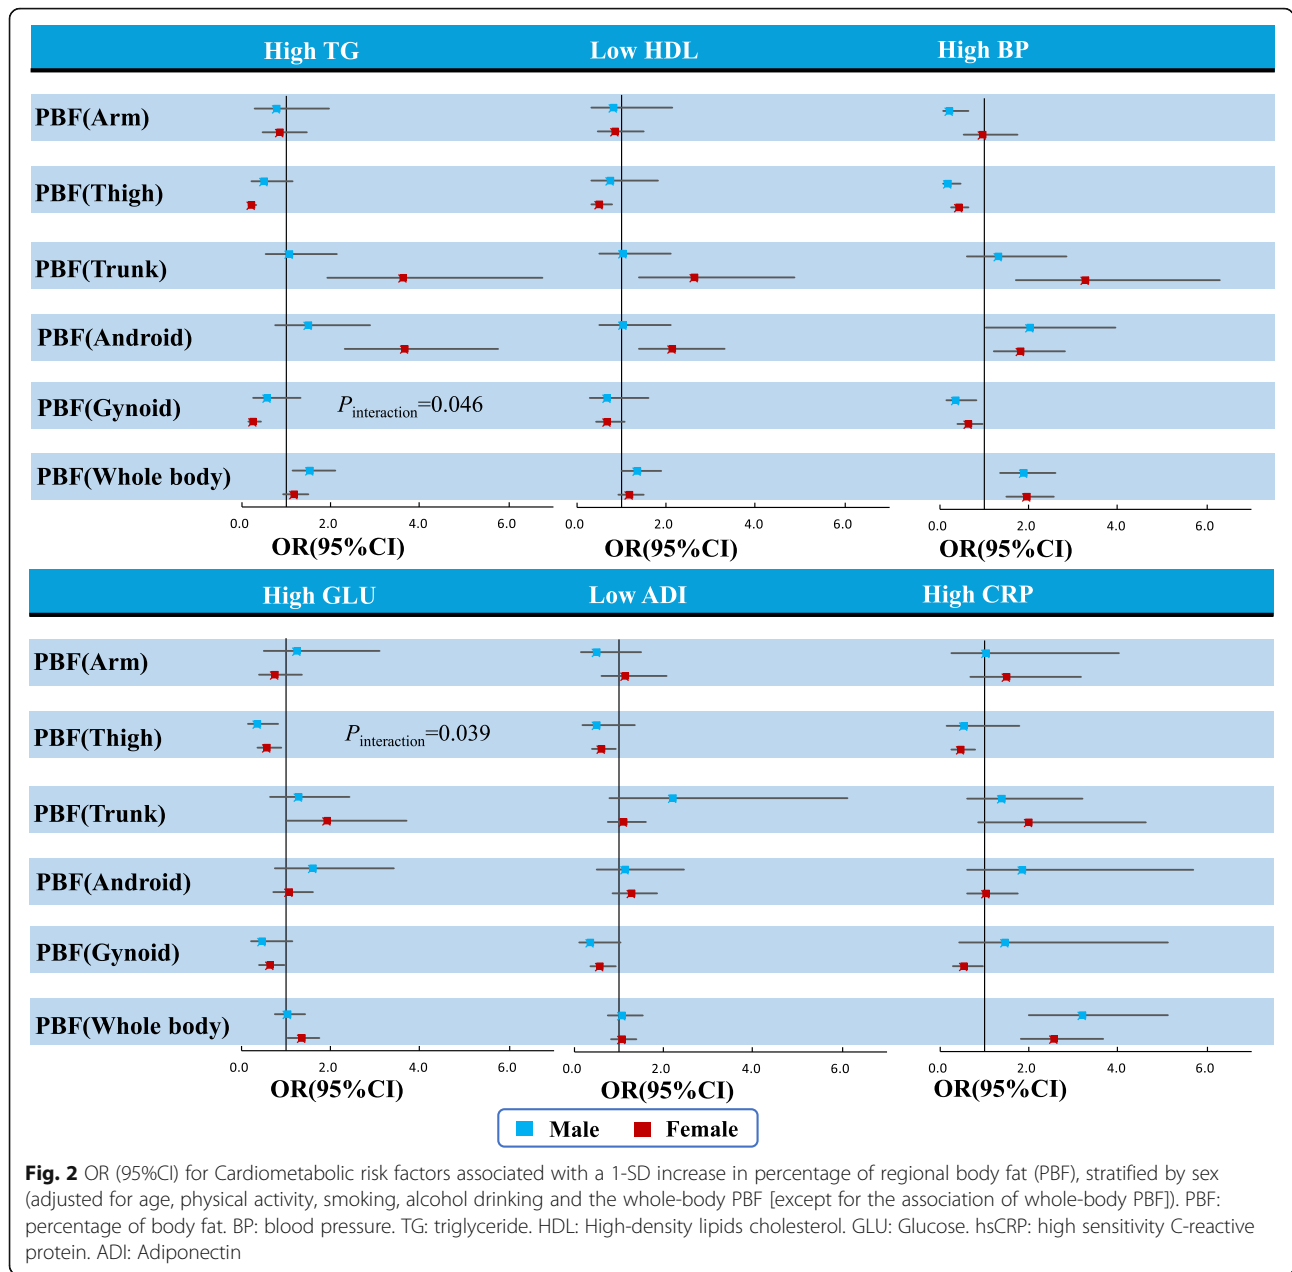 High TG Low HDL High BP
PBF(Arm)
PBF(Thigh)
PBF(Trunk)
PBF(Android)
PBF(Gynoid) Pinteraction=0.046
PBF(Whole body)
0.0 2.0 4.0 6.0 0.0 2.0 4.0 6.0 0.0 2.0 4.0 6.0
OR(95%CI) OR(95%CI) OR(95%CI)
High GLU Low ADI High CRP
PBF(Arm)
PBF(Thigh) Pinteraction=0.039
PBF(Trunk)
PBF(Android)
PBF(Gynoid)
PBF(Whole body)
0.0 2.0 4.0 6.0 0.0 2.0 4.0 6.0 0.0 2.0 4.0 6.0
OR(95%CI) OR(95%CI) OR(95%CI)
Male Female
Fig. 2 OR (95%CI) for Cardiometabolic risk factors associated with a 1-SD increase in percentage of regional body fat (PBF), stratified by sex
(adjusted for age, physical activity, smoking, alcohol drinking and the whole-body PBF [except for the association of whole-body PBF]). PBF:
percentage of body fat. BP: blood pressure. TG: triglyceride. HDL: High-density lipids cholesterol. GLU: Glucose. hsCRP: high sensitivity C-reactive
protein. ADI: Adiponectin